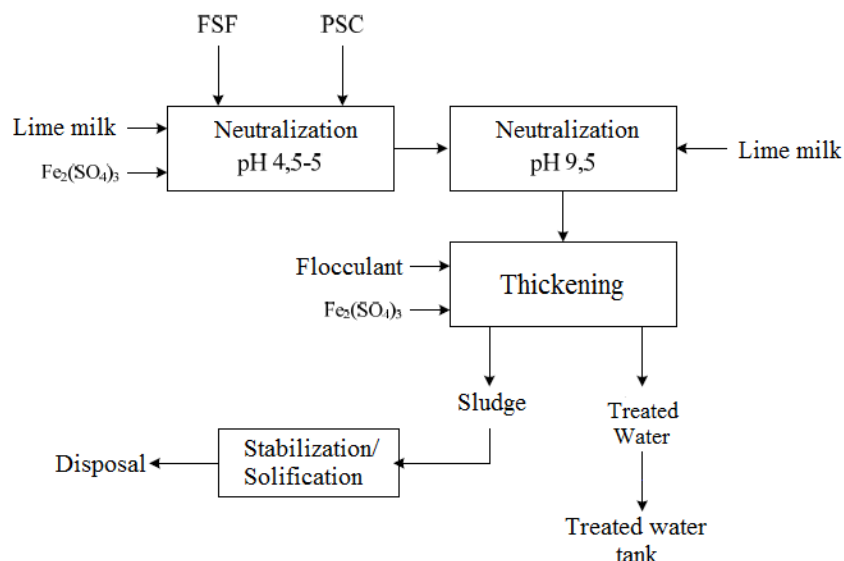 FSF
PSC
Lime milk
Fe₂(SO₄)₃
Neutralization
pH 4,5-5
Neutralization
pH 9,5
Lime milk
Flocculant
Fe₂(SO₄)₃
Thickening
Sludge
Treated
Water
Disposal
Stabilization/
Solification
Treated water
tank